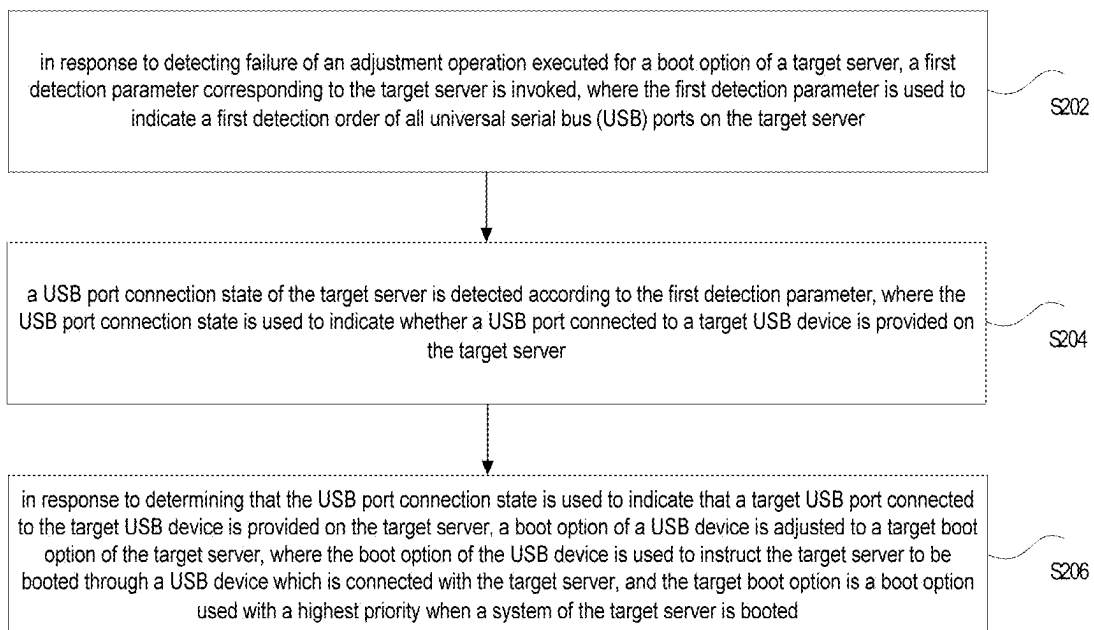 in response to detecting failure of an adjustment operation executed for a boot option of a target server, a first
detection parameter corresponding to the target server is invoked, where the first detection parameter is used to
indicate a first detection order of all universal serial bus (USB) ports on the target server
S202
a USB port connection state of the target server is detected according to the first detection parameter, where the
USB port connection state is used to indicate whether a USB port connected to a target USB device is provided on
the target server
S204
in response to determining that the USB port connection state is used to indicate that a target USB port connected
to the target USB device is provided on the target server, a boot option of a USB device is adjusted to a target boot
option of the target server, where the boot option of the USB device is used to instruct the target server to be
booted through a USB device which is connected with the target server, and the target boot option is a boot option
used with a highest priority when a system of the target server is booted
S206